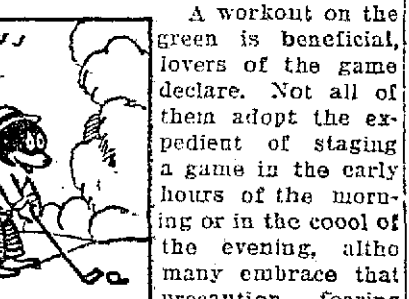 A workout on the
green is beneficial,
lovers of the game
declare. Not all of
them adopt the ex-
pedient of staging
a game in the early
hours of the morn-
ing or in the coool of
the evening, altho
many embrace that
precaution, fearing